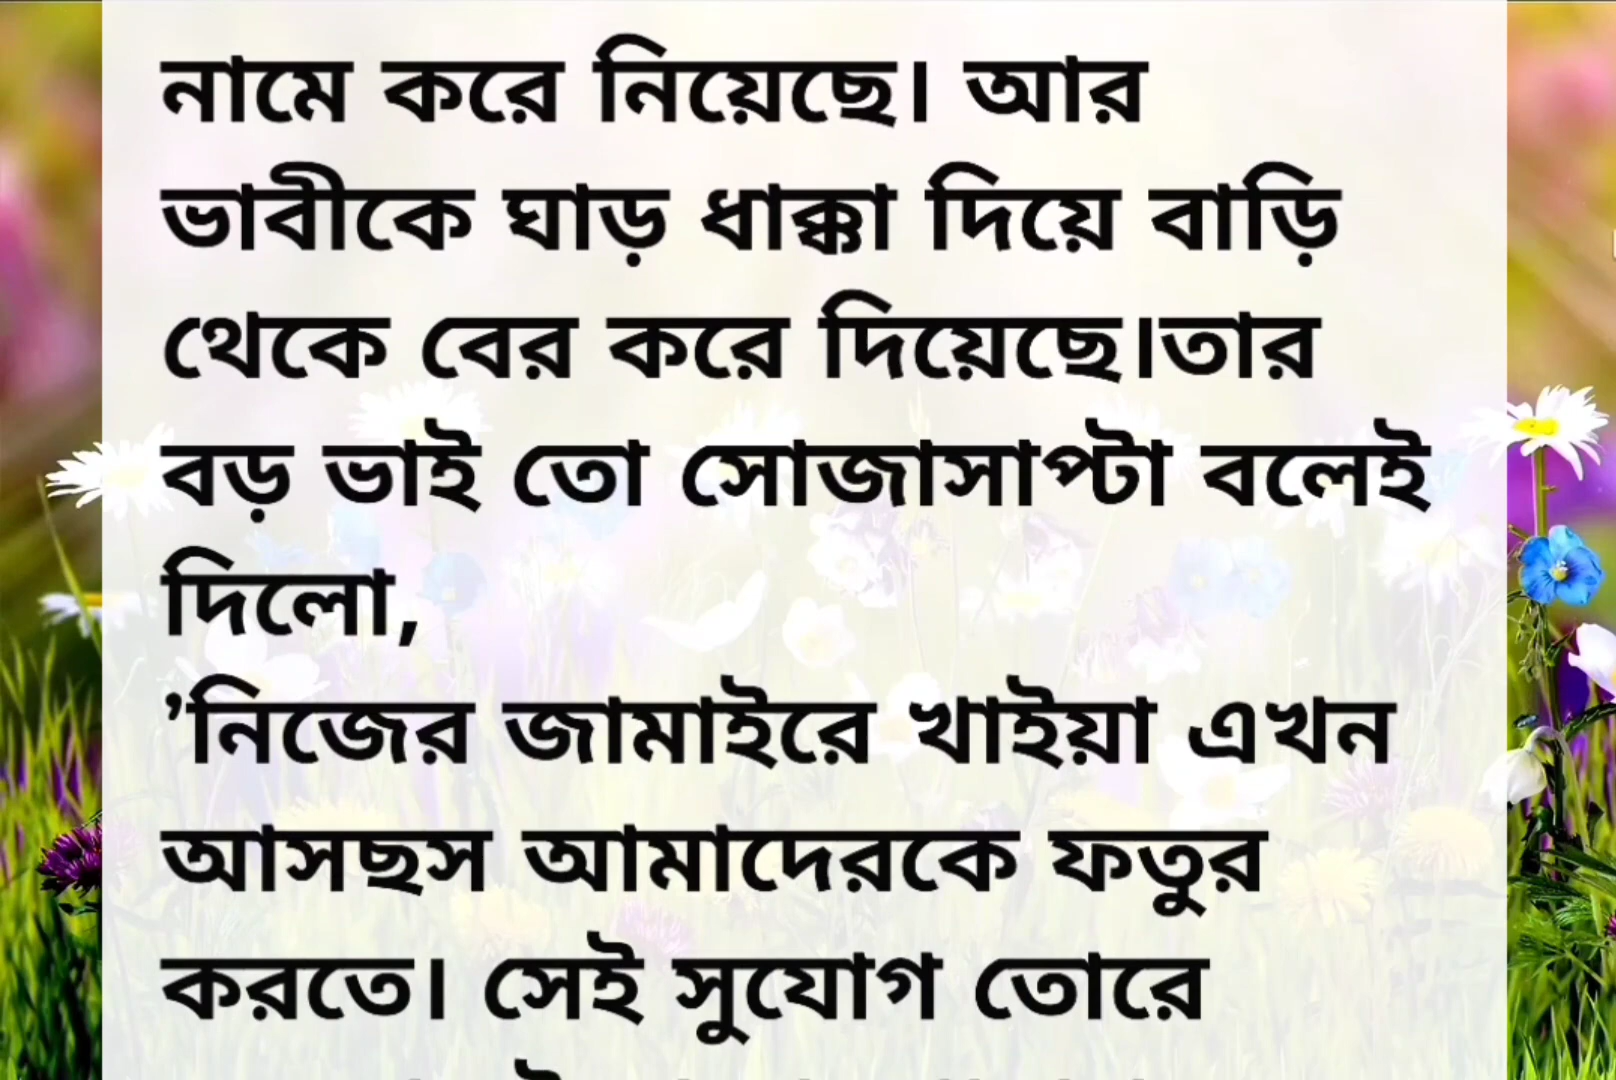 নামে করে নিয়েছে। আর
ভাবীকে ঘাড় ধাক্কা দিয়ে বাড়ি
থেকে বের করে দিয়েছে।তার
বড় ভাই তো সোজাসাপ্টা বলেই
দিলো,
’নিজের জামাইরে খাইয়া এখন
আসছস আমাদেরকে ফতুর
করতে। সেই সুযোগ তোরে